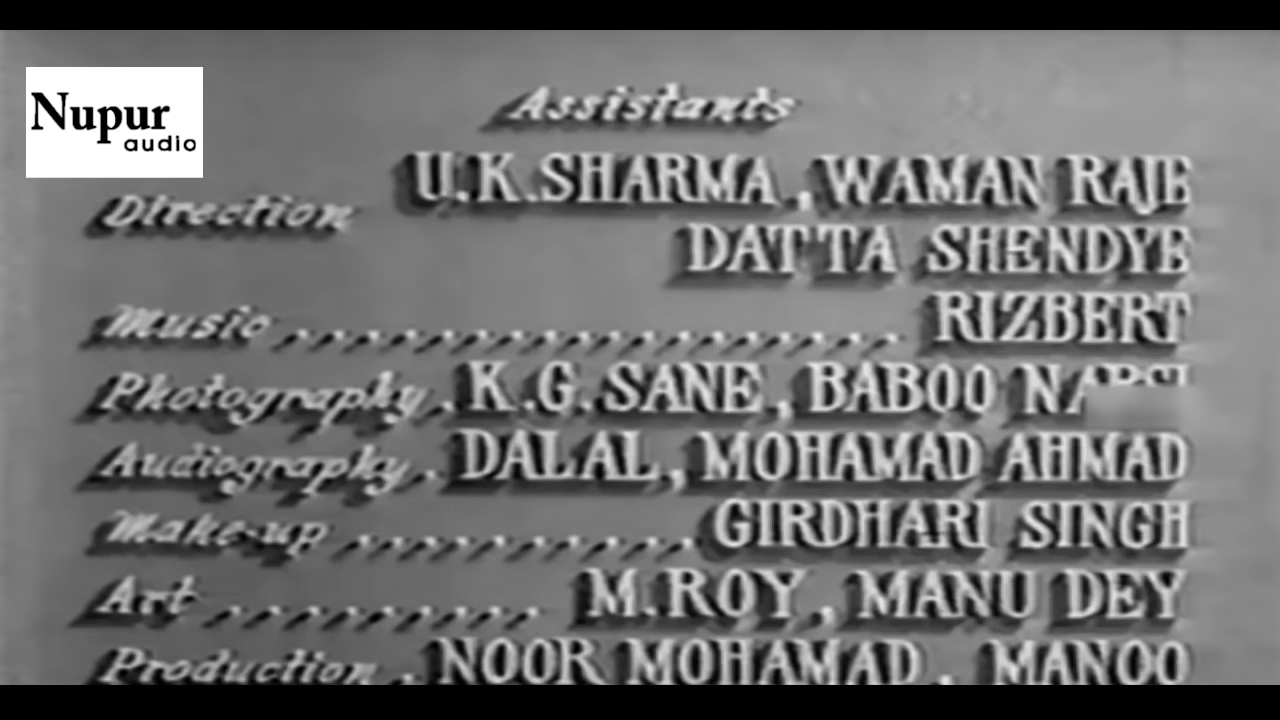 Nupur
audio
Assistants
Direction U.K.SHARMA, WAMAN RAJE
DATTA SHENDYE
Music .................... RIZBERT
Photography . K.G.SANE, BABOO
Audiography . DALAL, MOHAMAD AHMAD
Make-up ............. GIRDHARI SINGH
Art .......... M.ROY, MANU DEY
Production . NOOR MOHAMAD, MANOO